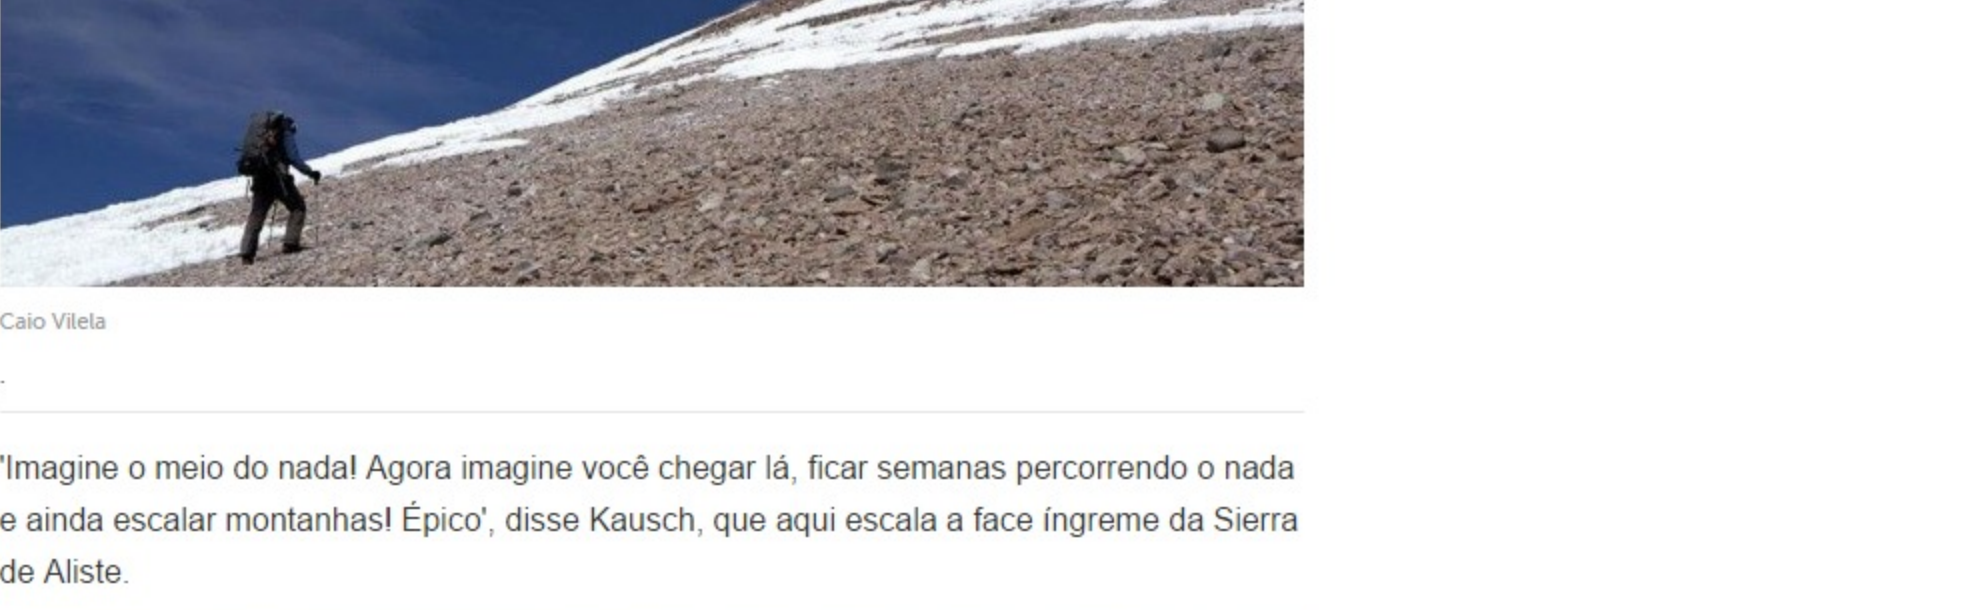 Caio Vilela
.
'Imagine o meio do nada! Agora imagine você chegar lá, ficar semanas percorrendo o nada
e ainda escalar montanhas! Épico', disse Kausch, que aqui escala a face íngreme da Sierra
de Aliste.